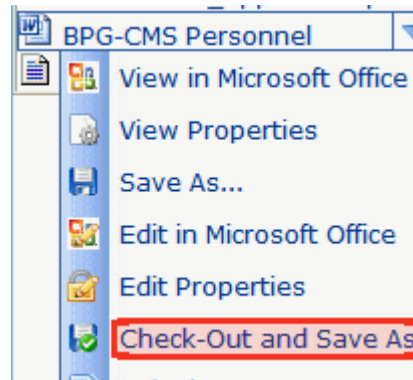 BPG-CMS Personnel
View in Microsoft Office
View Properties
Save As...
Edit in Microsoft Office
Edit Properties
Check-Out and Save As